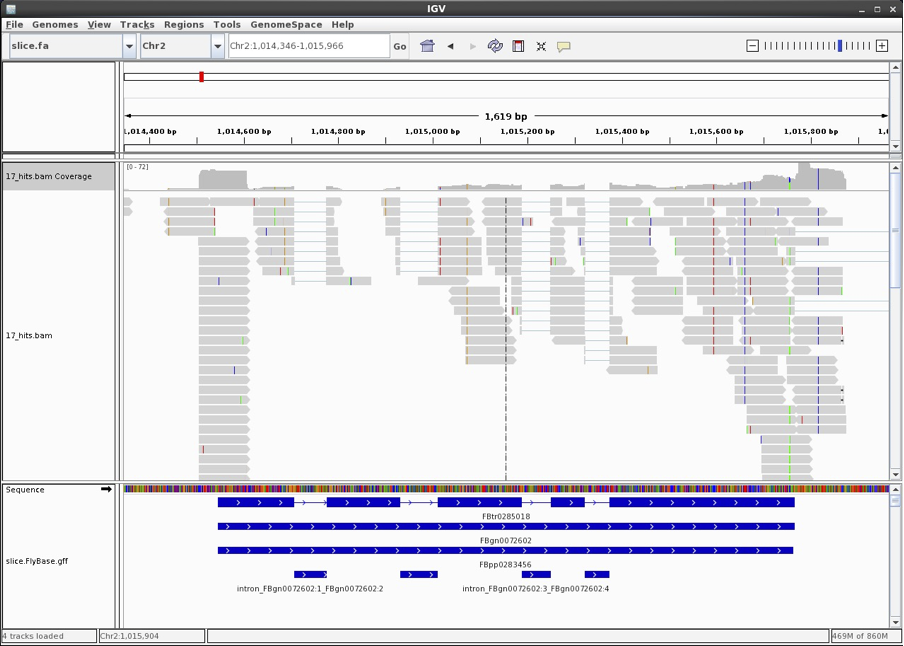 IGV
File Genomes View Tracks Regions Tools GenomeSpace Help
slice.fa Chr2 Chr2:1,014,346-1,015,966 Go
1,619 bp
1,014,400 bp 1,014,600 bp 1,014,800 bp 1,015,000 bp 1,015,200 bp 1,015,400 bp 1,015,600 bp 1,015,800 bp 1,0
[0 - 72]
17_hits.bam Coverage
17_hits.bam
Sequence
FBtr0285018
FBgn0072602
slice.FlyBase.gff
FBpp0283456
intron_FBgn0072602:1_FBgn0072602:2 intron_FBgn0072602:3_FBgn0072602:4
4 tracks loaded Chr2:1,015,904 469M of 860M